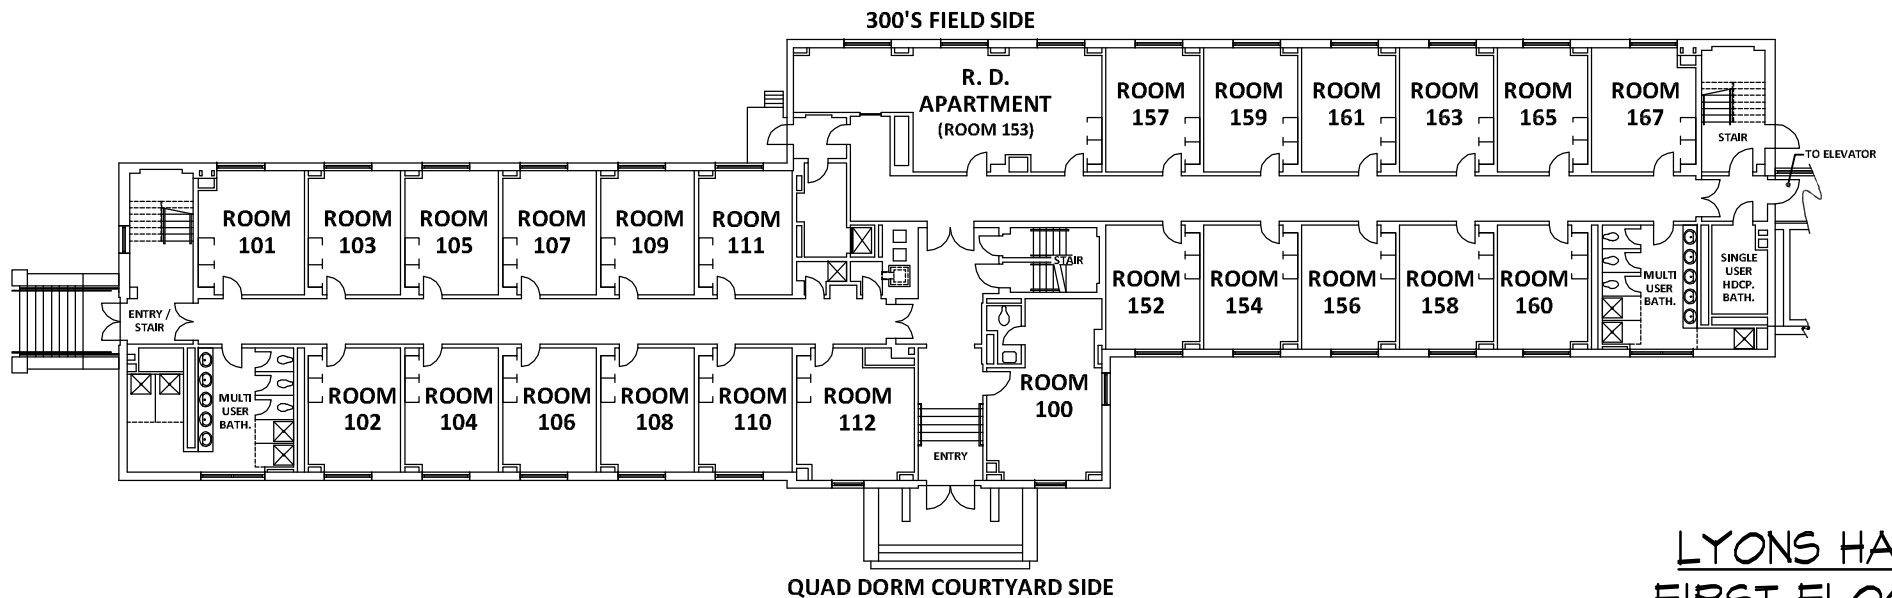 300'S FIELD SIDE
R. D.
APARTMENT
(ROOM 153)
ROOM
157
ROOM
159
ROOM
161
ROOM
163
ROOM
165
ROOM
167
STAIR
TO ELEVATOR
ROOM
101
ROOM
103
ROOM
105
ROOM
107
ROOM
109
ROOM
111
STAIR
ROOM
152
ROOM
154
ROOM
156
ROOM
158
ROOM
160
MULTI
USER
BATH.
SINGLE
USER
HDCP.
BATH.
ENTRY /
STAIR
MULTI
USER
BATH.
ROOM
102
ROOM
104
ROOM
106
ROOM
108
ROOM
110
ROOM
112
ENTRY
ROOM
100
QUAD DORM COURTYARD SIDE
LYONS HA
FIRST FLOO